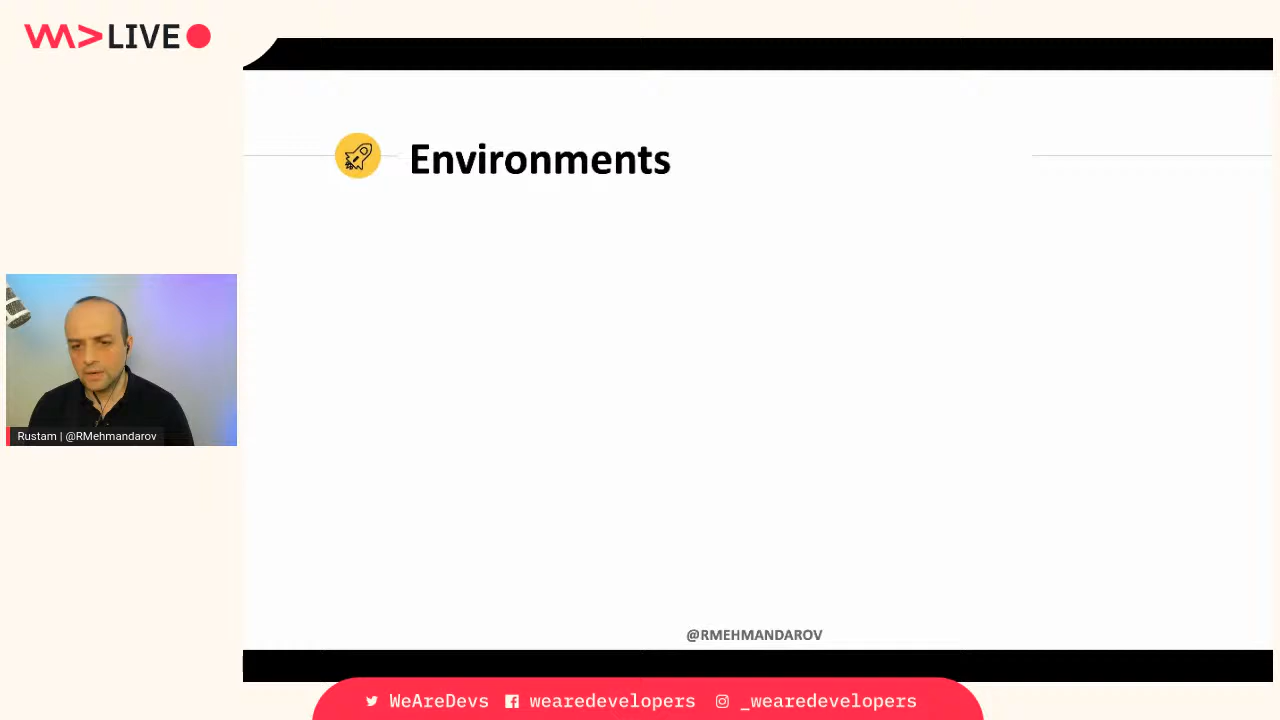 LIVE
Environments
Rustam | @RMehmandarov
@RMEHMANDAROV
WeAreDevs wearedevelopers _wearedevelopers